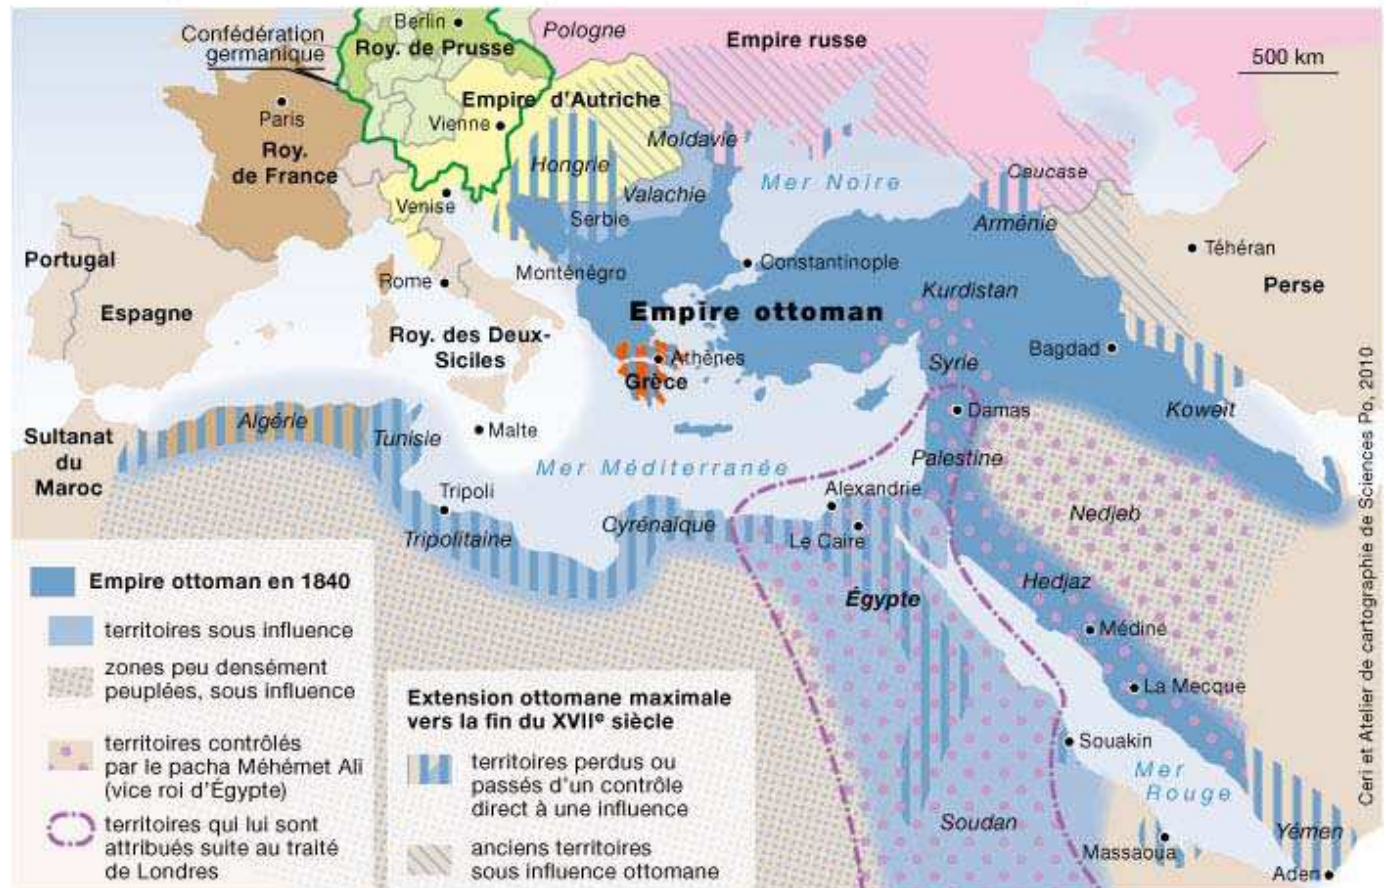 Confédération
germanique
Berlin
Roy. de Prusse
Pologne
Empire russe
500 km
Paris
Roy.
de France
Empire d'Autriche
Vienne
Moldavie
Hongrie
Valachie
Mer Noire
Caucase
Venise
Serbie
Arménie
Portugal
Espagne
Rome
Monténégro
Constantinople
Téhéran
Perse
Kurdistan
Empire ottoman
Roy. des Deux-
Siciles
Athènes
Grèce
Syrie
Bagdad
Koweït
Algérie
Tunisie
Malte
Damas
Sultanat
du
Maroc
Mer Méditerranée
Palestine
Tripoli
Alexandrie
Nedjeb
Tripolitaine
Cyrénaïque
Le Caire
Hedjaz
Égypte
Médine
La Mecque
Souakin
Mer
Rouge
Soudan
Massaoua
Yémen
Aden
Empire ottoman en 1840
territoires sous influence
zones peu densément
peuplées, sous influence
territoires contrôlés
par le pacha Méhémet Ali
(vice roi d'Égypte)
territoires qui lui sont
attribués suite au traité
de Londres
Extension ottomane maximale
vers la fin du XVIIe siècle
territoires perdus ou
passés d'un contrôle
direct à une influence
anciens territoires
sous influence ottomane
Ceri et Atelier de cartographie de Sciences Po, 2010